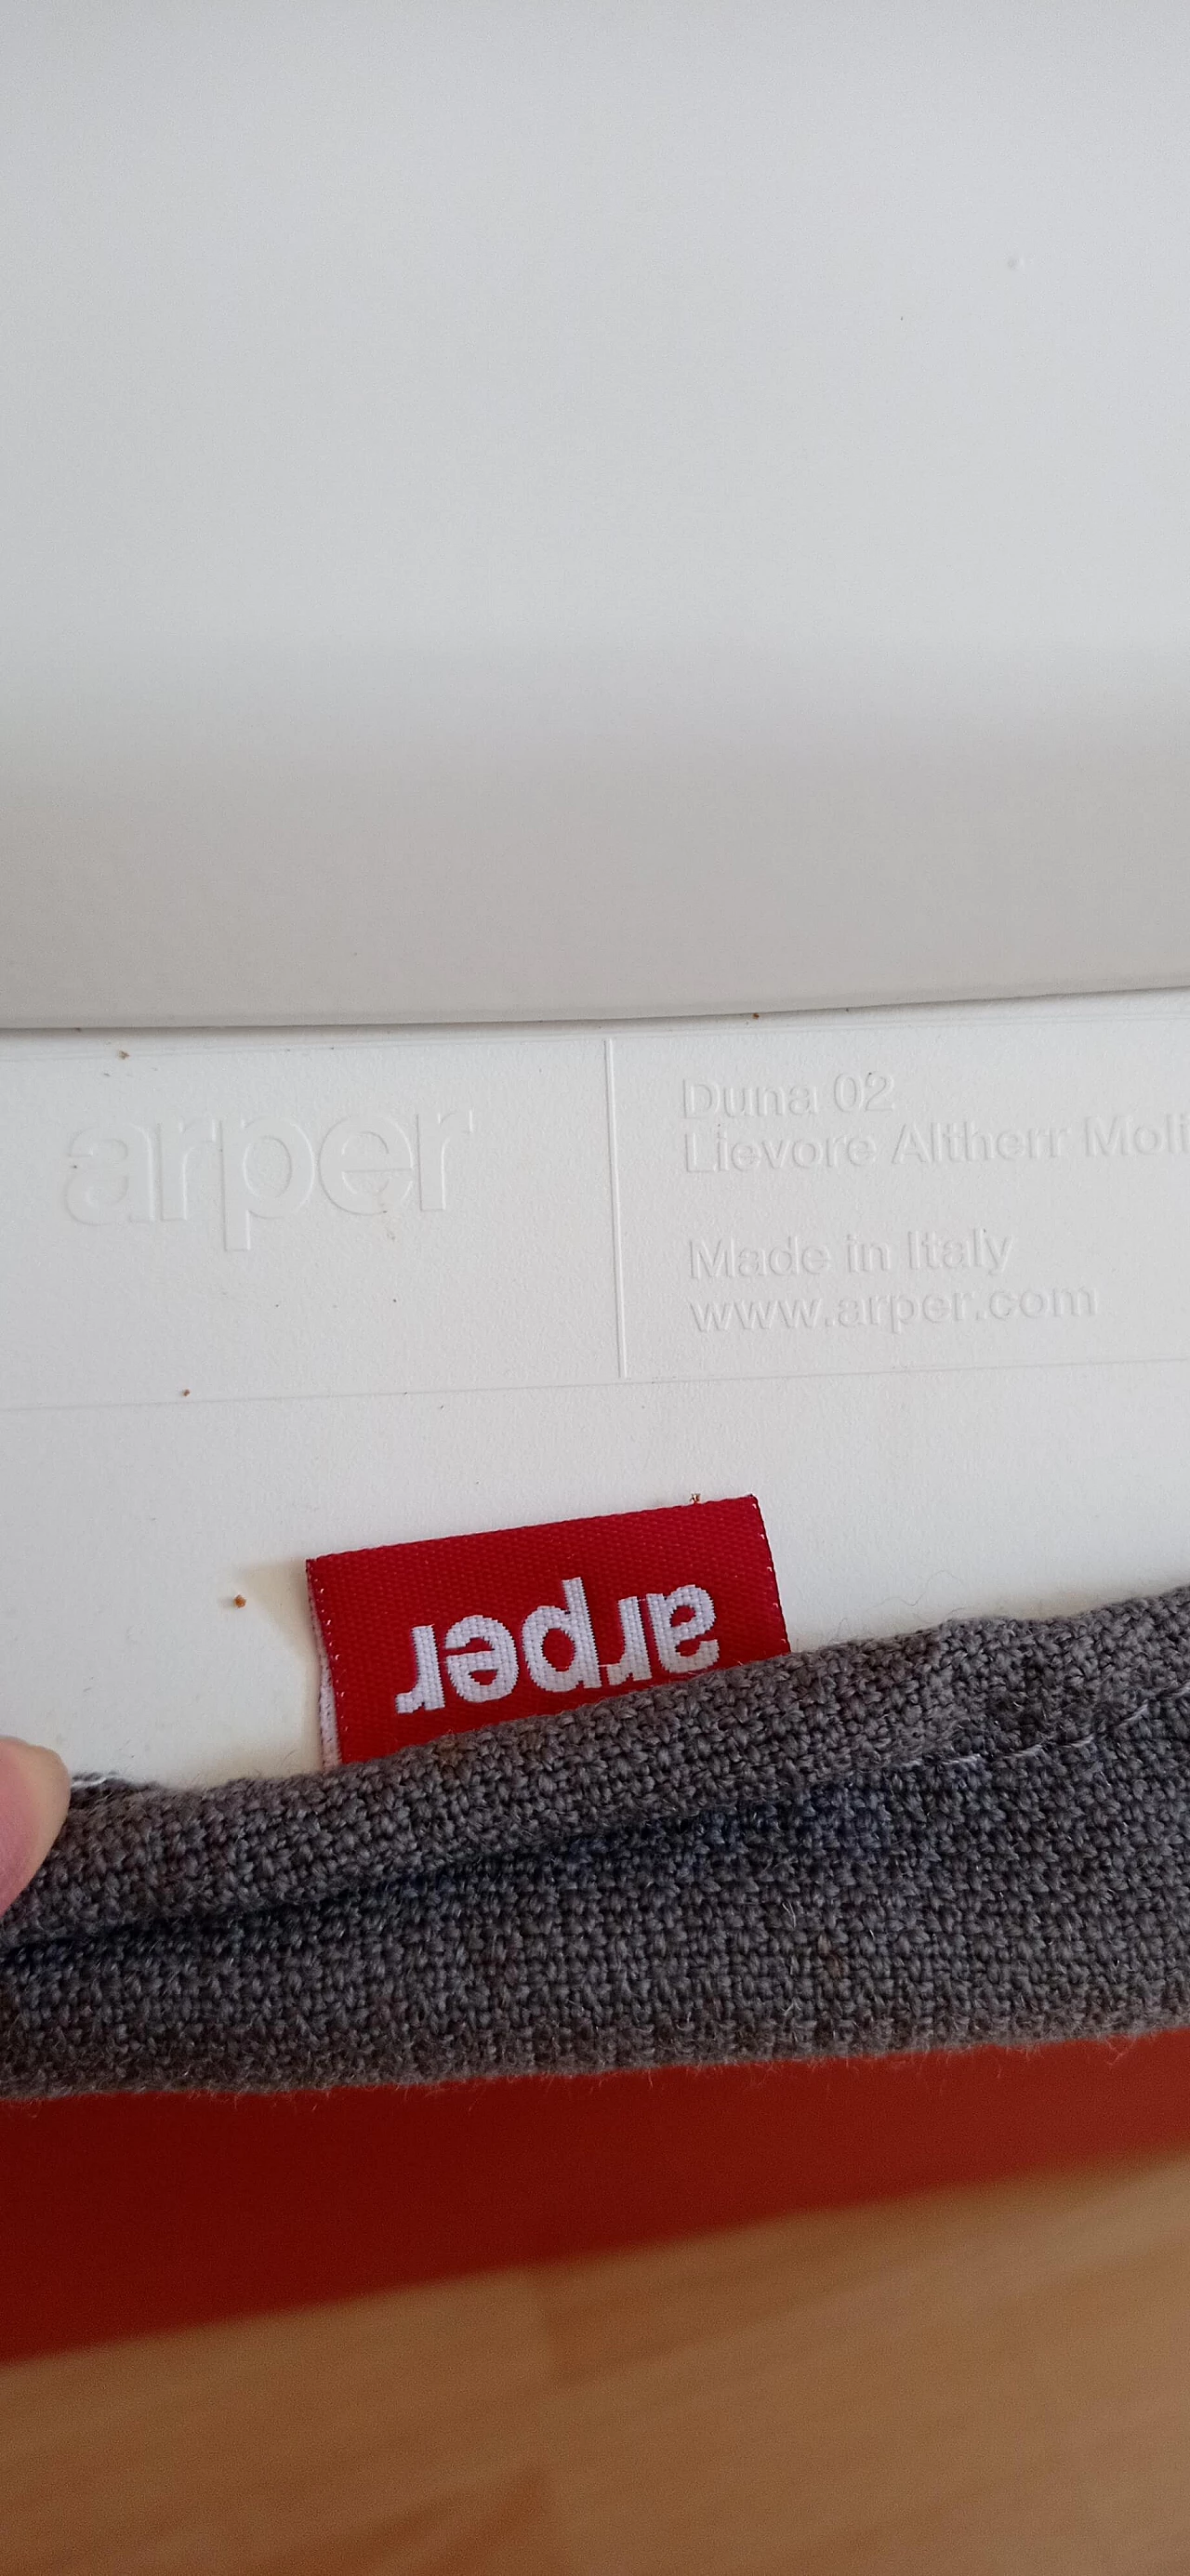 arper
Duna 02
Lievore Altherr Moli
Made in Italy
www.arper.com
arper